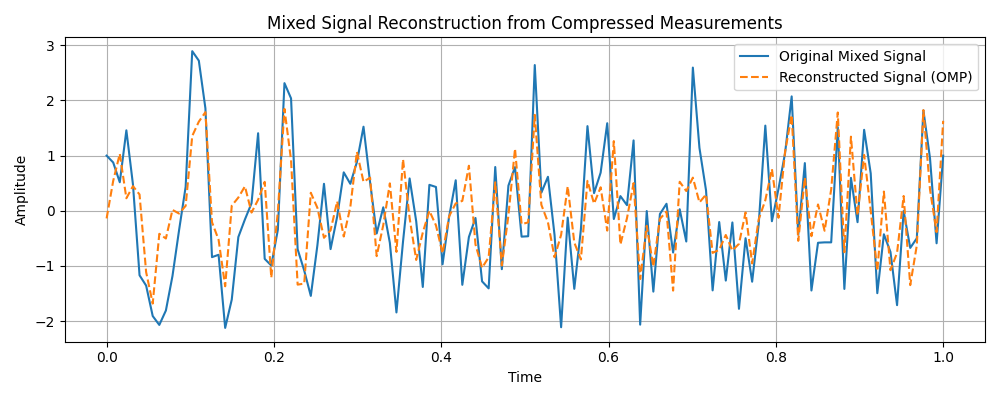 Mixed Signal Reconstruction from Compressed Measurements
Original Mixed Signal
Reconstructed Signal (OMP)
Amplitude
3
2
1
0
−1
−2
0.0 0.2 0.4 0.6 0.8 1.0
Time